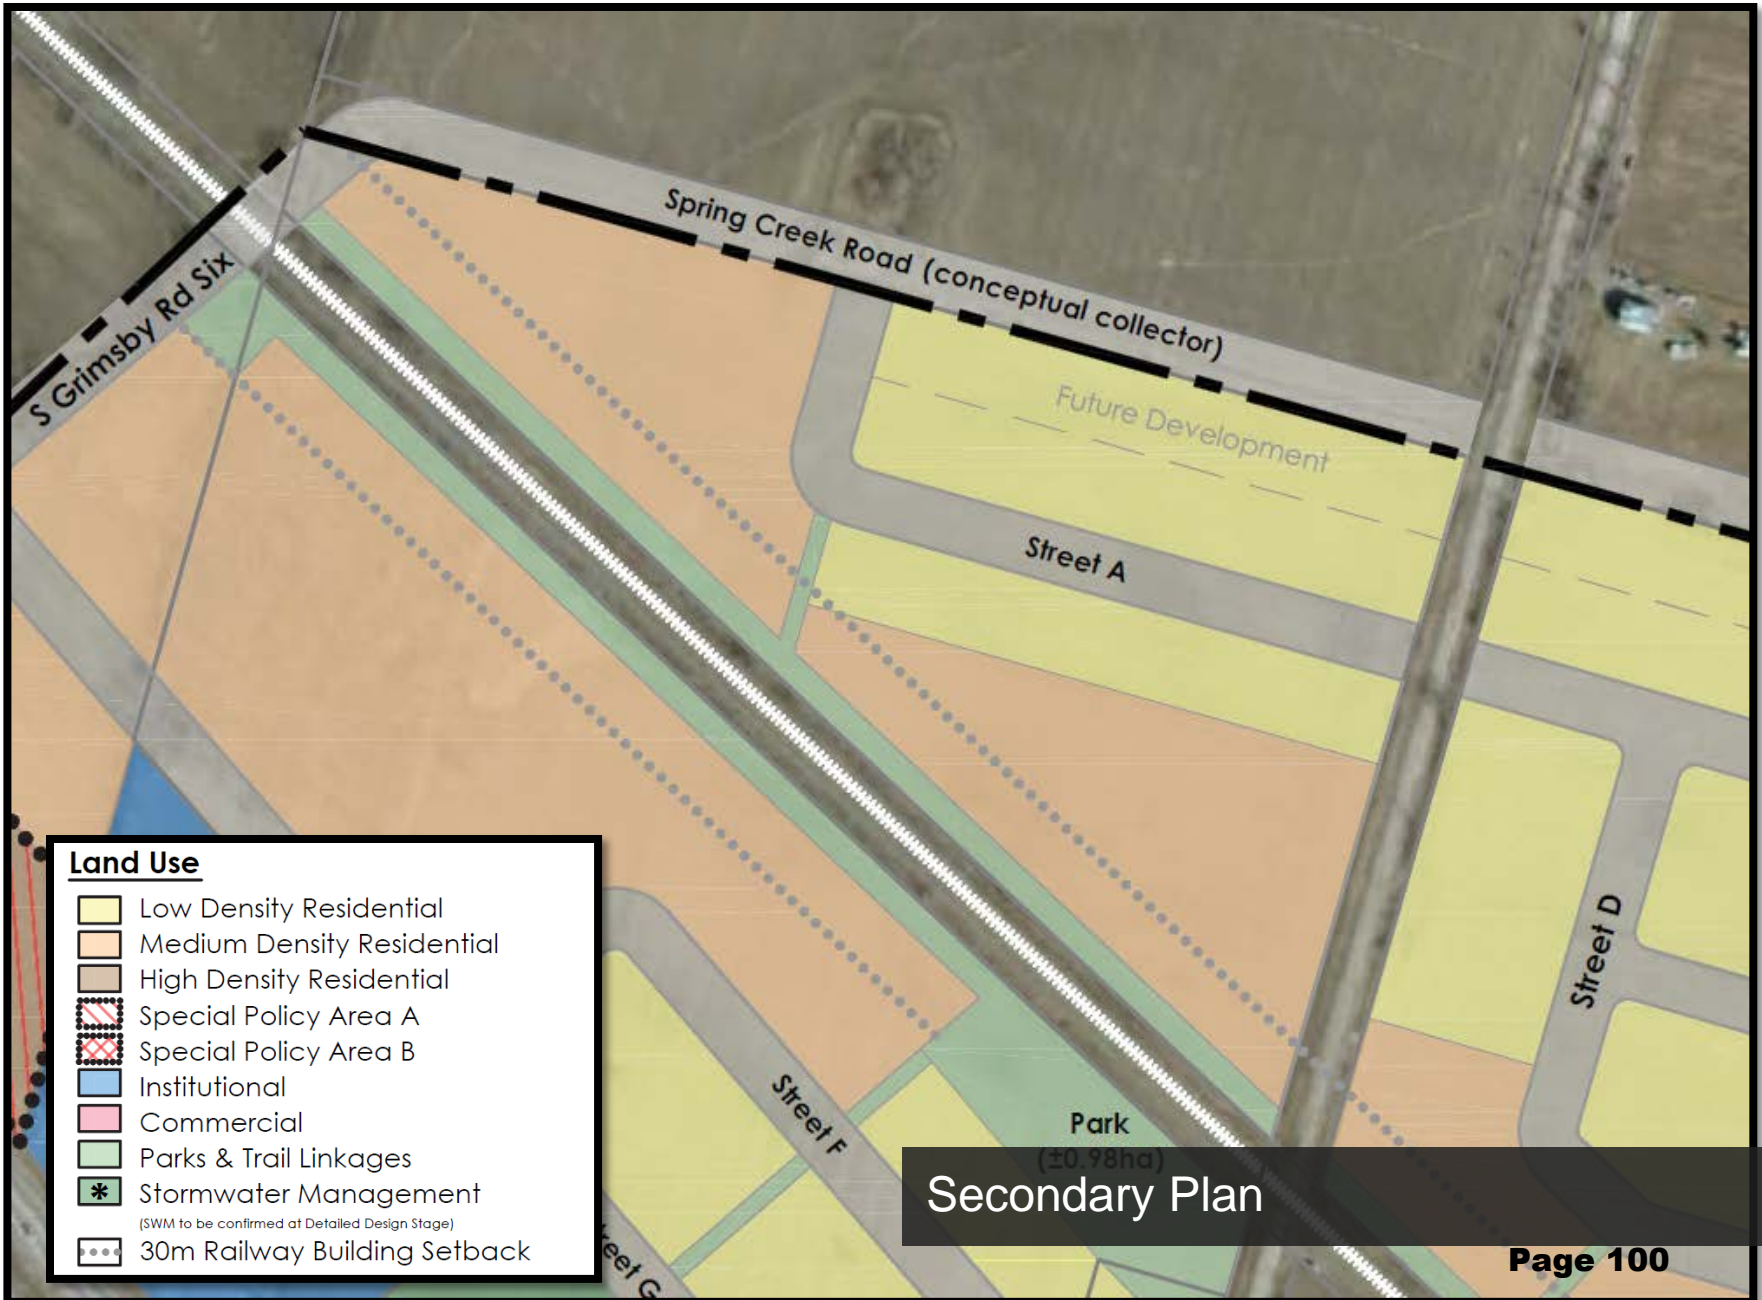 Spring Creek Road (conceptual collector)
S Grimsby Rd Six
Future Development
Street A
Street D
Land Use
Low Density Residential
Medium Density Residential
High Density Residential
Special Policy Area A
Special Policy Area B
Institutional
Commercial
Parks & Trail Linkages
* Stormwater Management
(SWM to be confirmed at Detailed Design Stage)
30m Railway Building Setback
Street F
reet G
Park
(±0.98ha)
Secondary Plan
Page 100